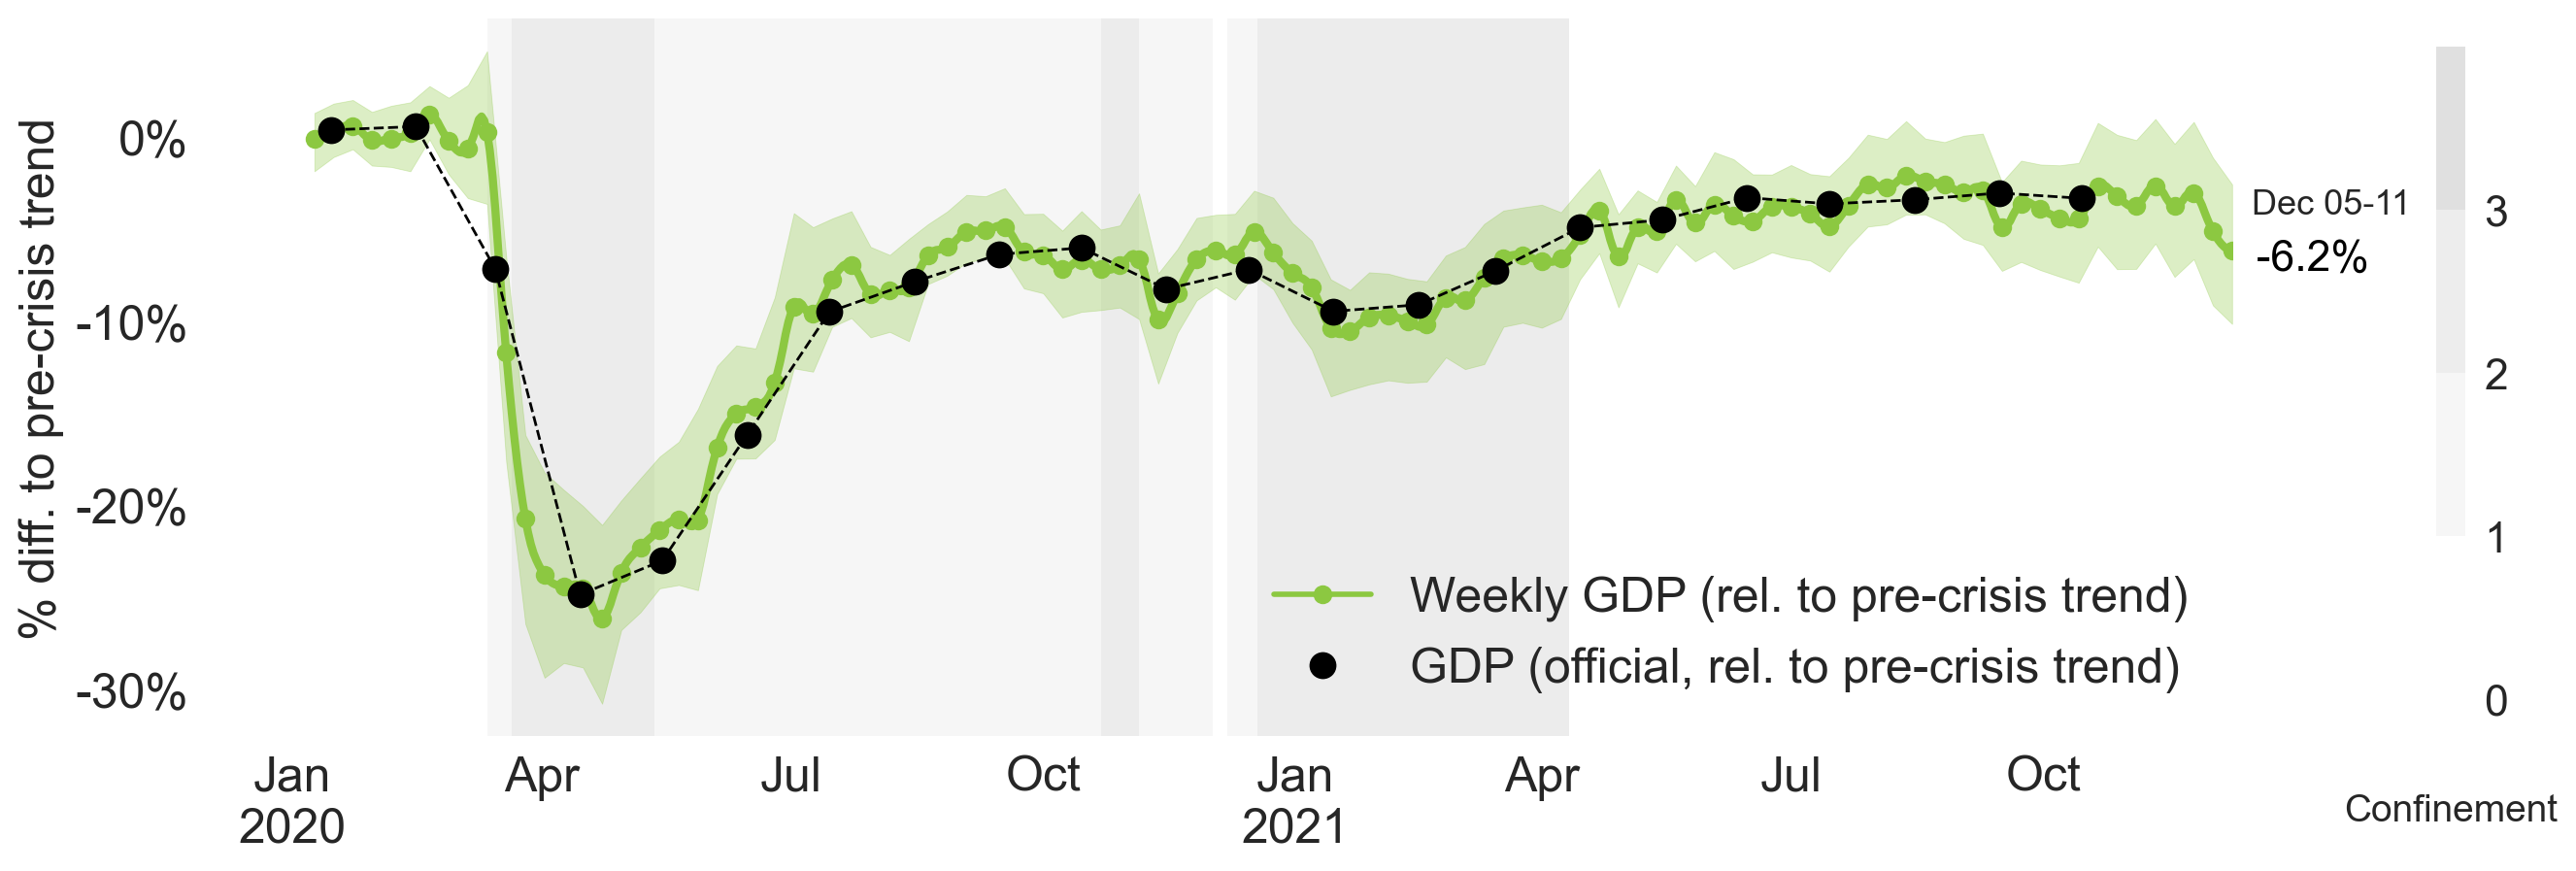 % diff. to pre-crisis trend
0%
-10%
-20%
-30%
Jan
2020
Apr
Jul
Oct
Jan
2021
Apr
Jul
Oct
Dec 05-11
-6.2%
Weekly GDP (rel. to pre-crisis trend)
GDP (official, rel. to pre-crisis trend)
3
2
1
0
Confinement